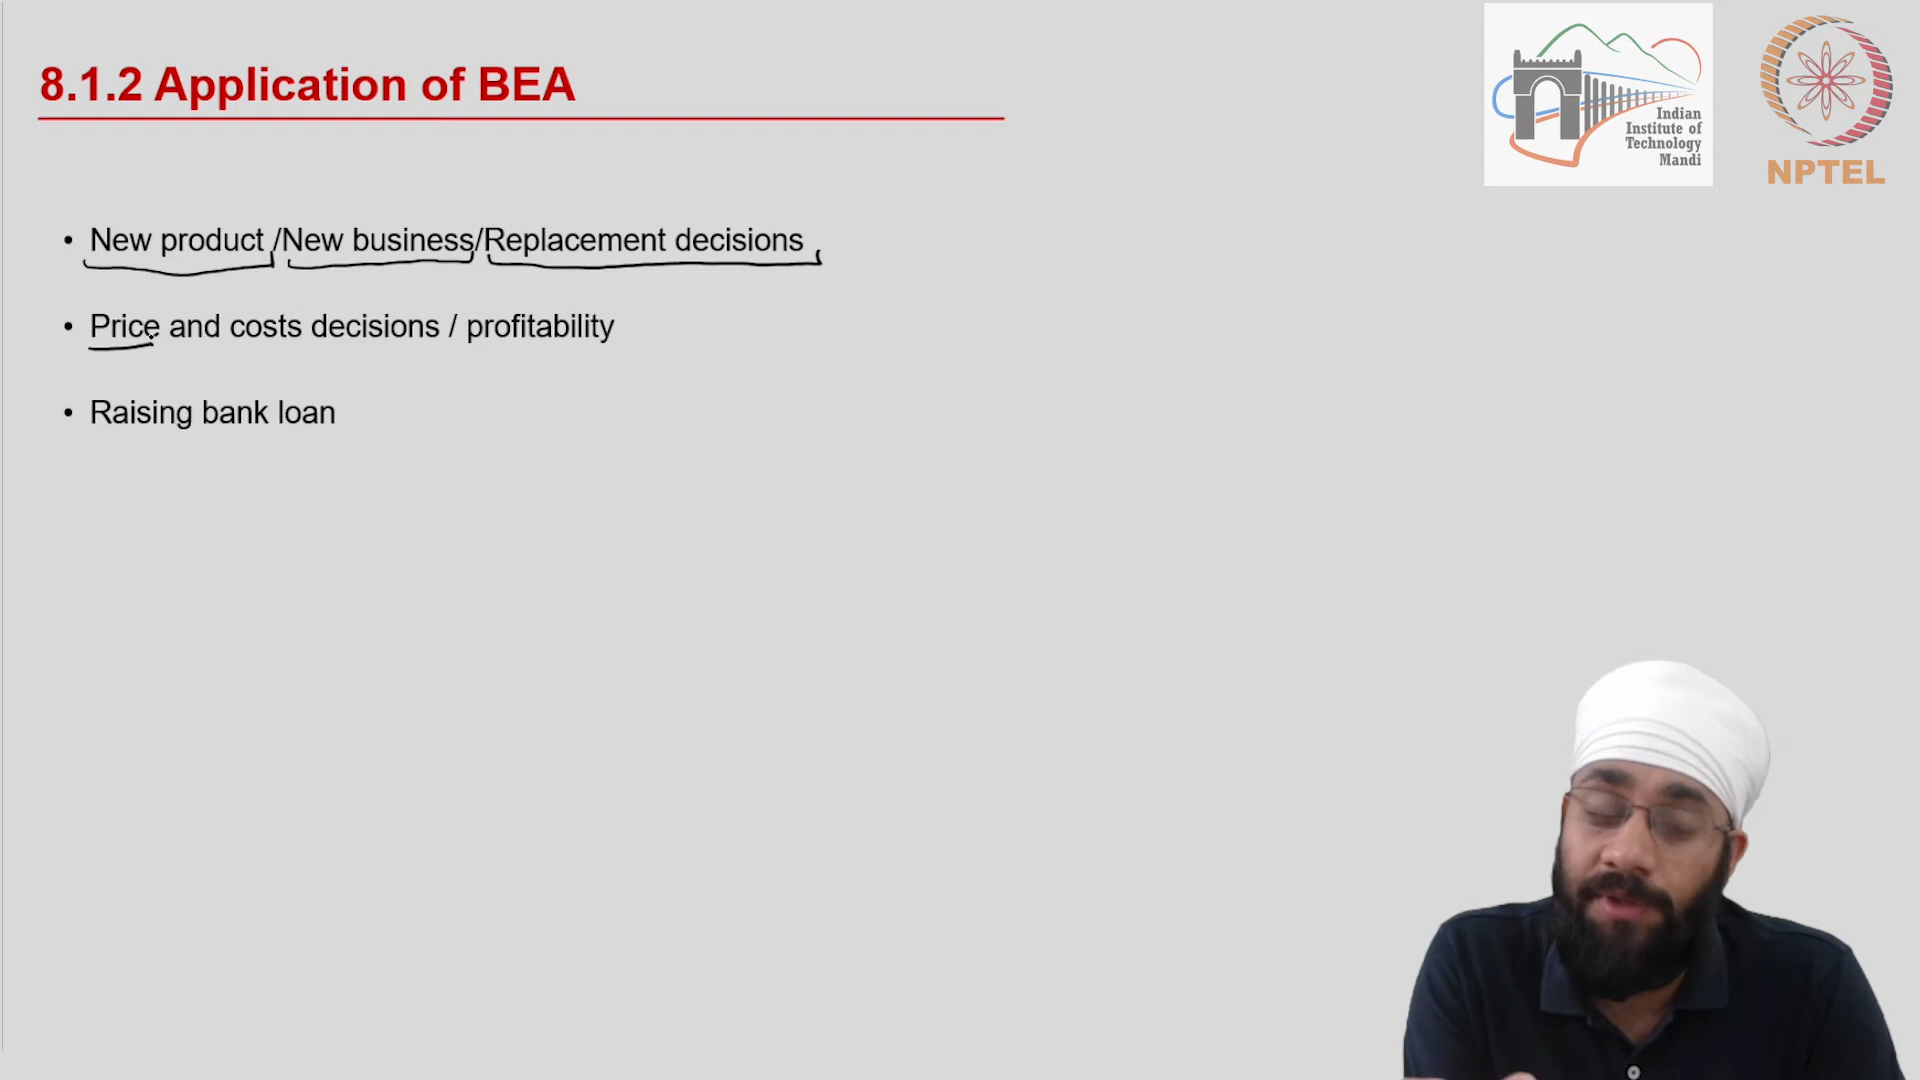 8.1.2 Application of BEA
Indian
Institute of
Technology
Mandi
NPTEL
• New product /New business/Replacement decisions
• Price and costs decisions / profitability
• Raising bank loan